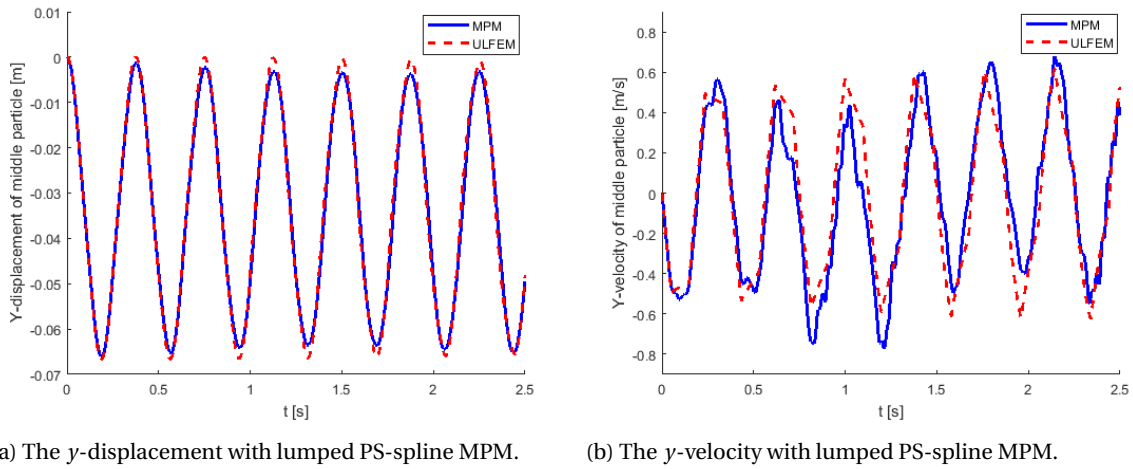 0.01
0
-0.01
-0.02
-0.03
-0.04
-0.05
-0.06
-0.07
Y-displacement of middle particle [m]
MPM
ULFEM
0 0.5 1 1.5 2 2.5
t [s]
0.8
0.6
0.4
0.2
0
-0.2
-0.4
-0.6
-0.8
Y-velocity of middle particle [m/s]
MPM
ULFEM
0 0.5 1 1.5 2 2.5
t [s]
a) The y-displacement with lumped PS-spline MPM.
(b) The y-velocity with lumped PS-spline MPM.